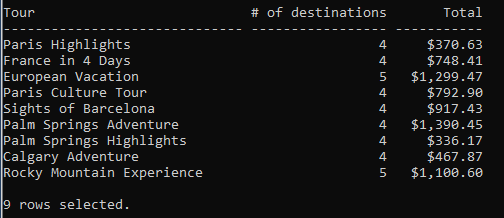 Tour # of destinations Total
------------------------------ ----------------- -----------
Paris Highlights 4 $370.63
France in 4 Days 4 $748.41
European Vacation 5 $1,299.47
Paris Culture Tour 4 $792.90
Sights of Barcelona 4 $917.43
Palm Springs Adventure 4 $1,390.45
Palm Springs Highlights 4 $336.17
Calgary Adventure 4 $467.87
Rocky Mountain Experience 5 $1,100.60
9 rows selected.